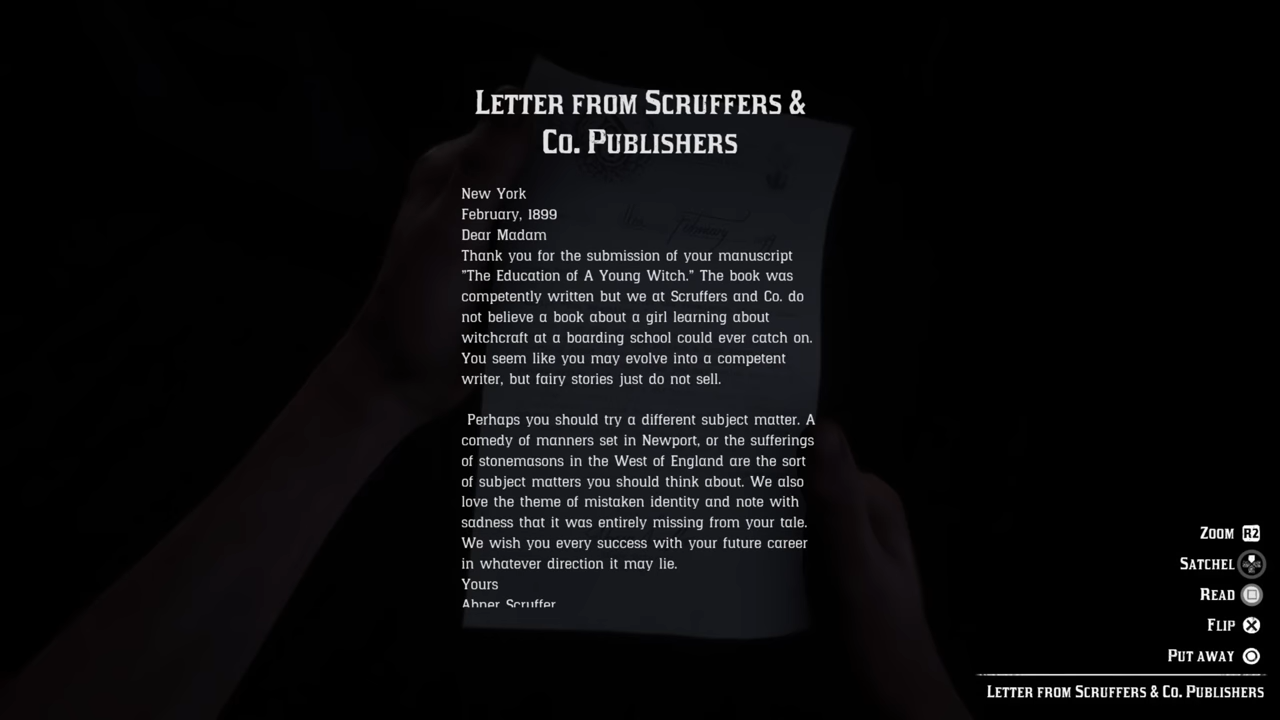 Letter from Scruffers &
Co. Publishers
New York
February, 1899
Dear Madam
Thank you for the submission of your manuscript
"The Education of A Young Witch." The book was
competently written but we at Scruffers and Co. do
not believe a book about a girl learning about
witchcraft at a boarding school could ever catch on.
You seem like you may evolve into a competent
writer, but fairy stories just do not sell.
Perhaps you should try a different subject matter. A
comedy of manners set in Newport, or the sufferings
of stonemasons in the West of England are the sort
of subject matters you should think about. We also
love the theme of mistaken identity and note with
sadness that it was entirely missing from your tale.
We wish you every success with your future career
in whatever direction it may lie.
Yours
Abner Scruffer
Zoom R2
Satchel
Read
Flip
Put away
Letter from Scruffers & Co. Publishers